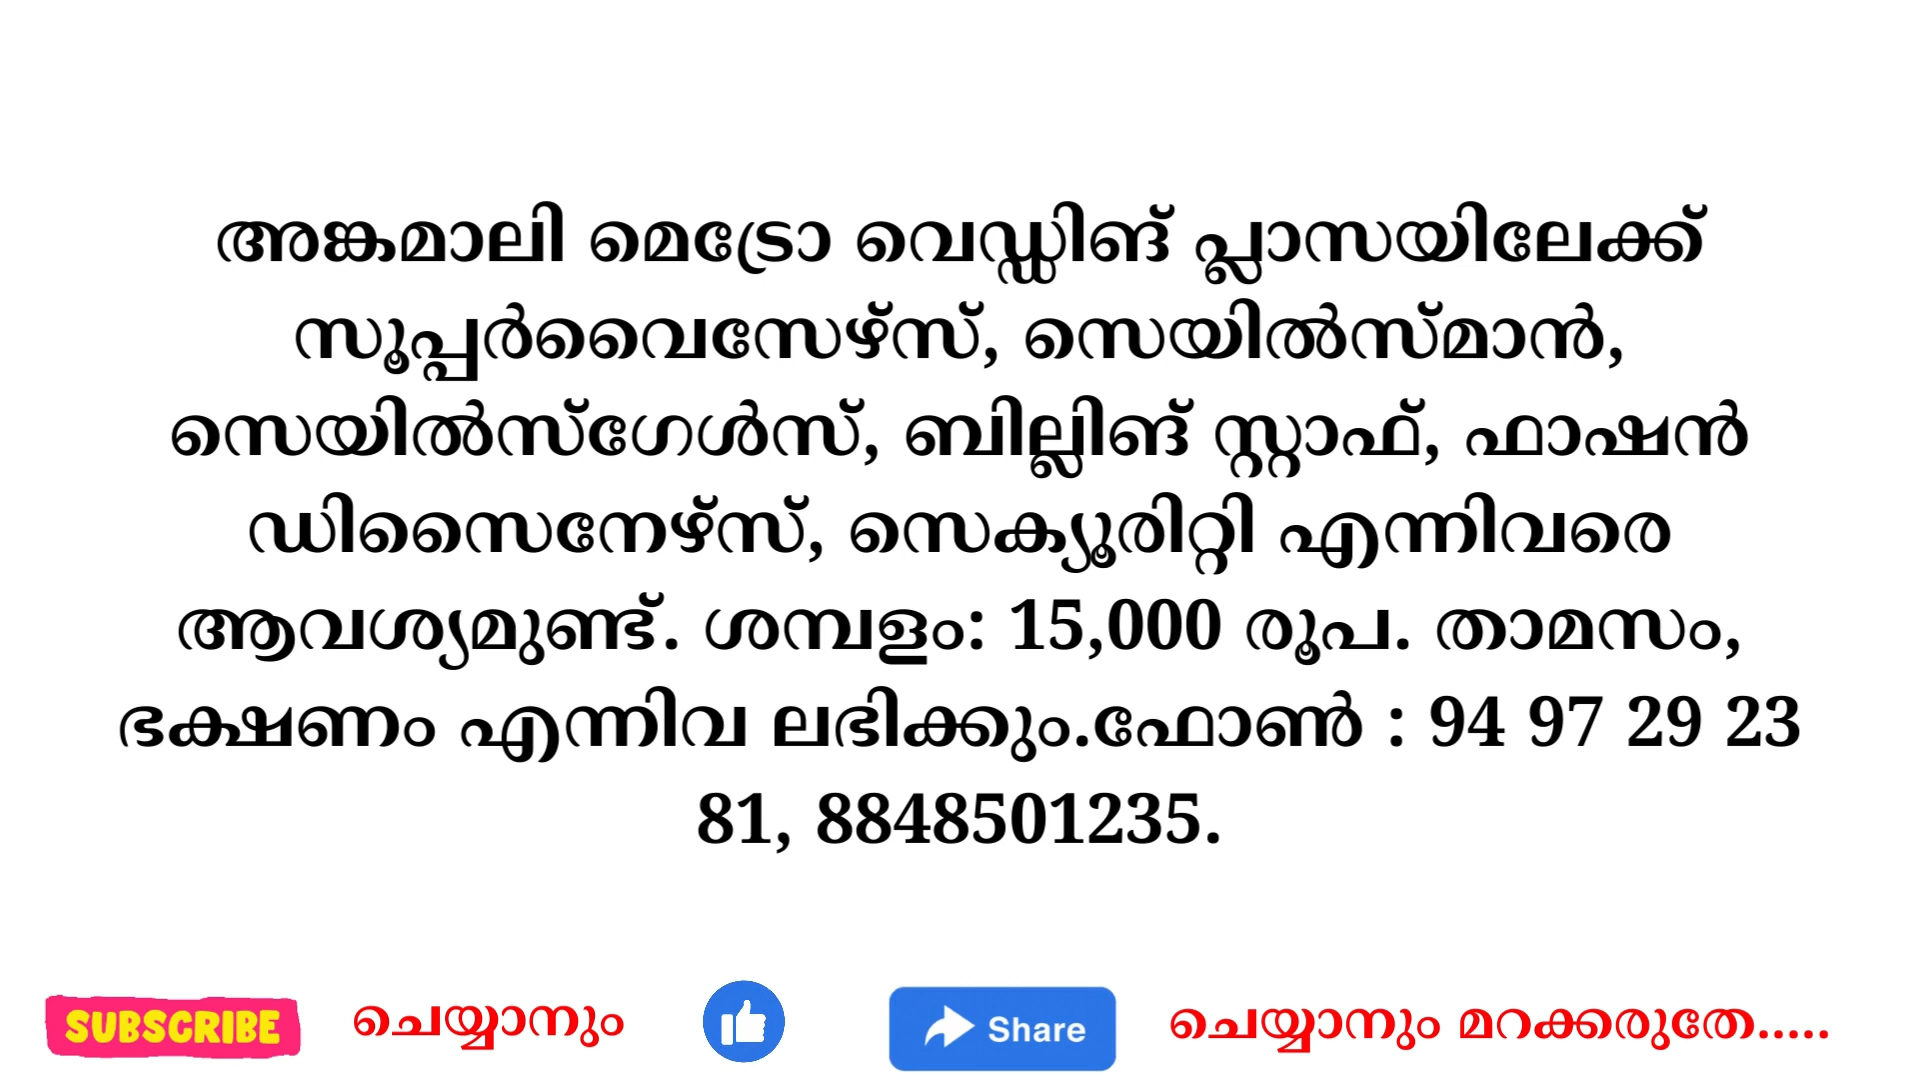 അങ്കമാലി മെട്രോ വെഡ്ഡിങ് പ്ലാസയിലേക്ക്
സൂപ്പർവൈസേഴ്സ്, സെയിൽസ്മാൻ,
സെയിൽസ്ഗേൾസ്, ബില്ലിങ് സ്റ്റാഫ്, ഫാഷൻ
ഡിസൈനേഴ്സ്, സെക്യൂരിറ്റി എന്നിവരെ
ആവശ്യമുണ്ട്. ശമ്പളം: 15,000 രൂപ. താമസം,
ഭക്ഷണം എന്നിവ ലഭിക്കും.ഫോൺ : 94 97 29 23
81, 8848501235.
SUBSCRIBE ചെയ്യാനും Share ചെയ്യാനും മറക്കരുതേ.....